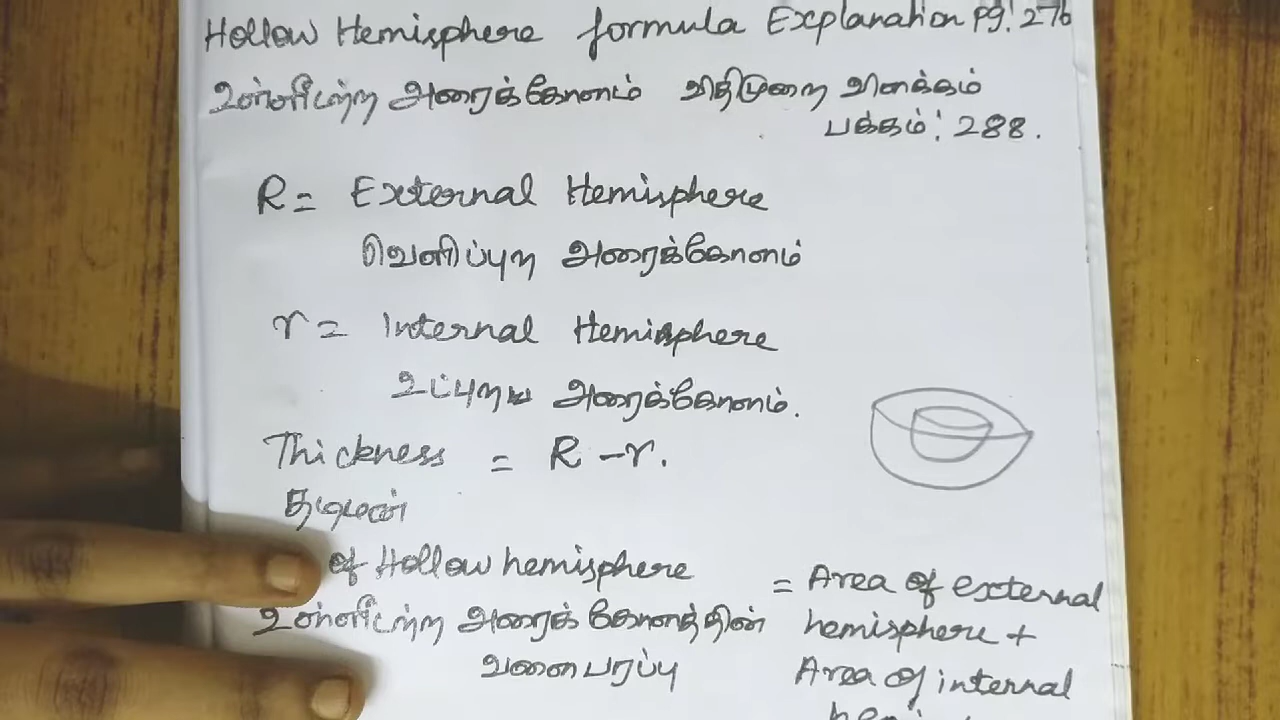 Hollow Hemisphere formula Explanation Pg: 276
உள்ளீடற்ற அரைக்கோளம் விதிமுறை விளக்கம்
பக்கம்: 288.
R = External Hemisphere
வெளிப்புற அரைக்கோளம்
r = Internal Hemisphere
உட்புற அரைக்கோளம்.
Thickness = R - r.
தடிமன்
of Hollow hemisphere = Area of external
உள்ளீடற்ற அரைக் கோளத்தின் hemisphere +
வளைபரப்பு Area of internal